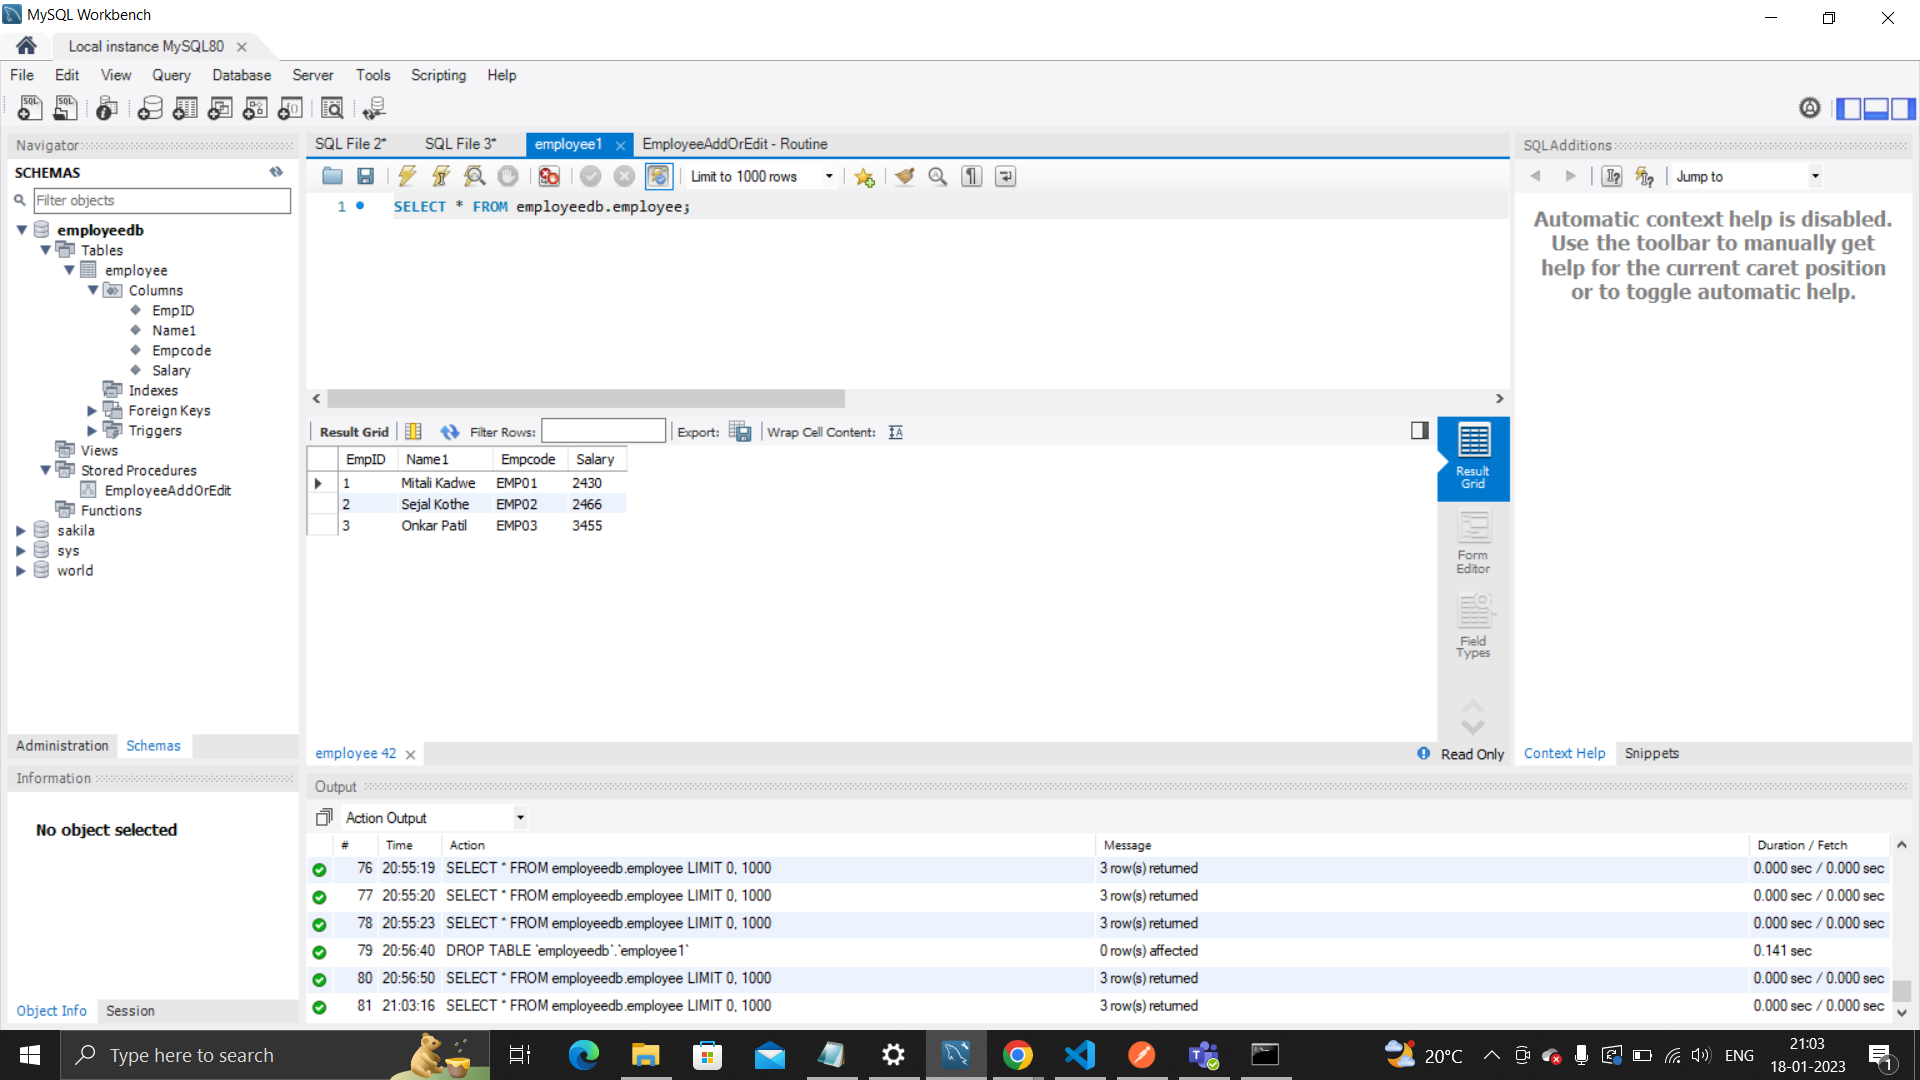 MySQL Workbench
Local instance MySQL80
File Edit View Query Database Server Tools Scripting Help
Navigator
SCHEMAS
Filter objects
employeedb
Tables
employee
Columns
EmpID
Name1
Empcode
Salary
Indexes
Foreign Keys
Triggers
Views
Stored Procedures
EmployeeAddOrEdit
Functions
sakila
sys
world
Administration Schemas
Information
No object selected
Object Info Session
SQL File 2* SQL File 3* employee1 EmployeeAddOrEdit - Routine
Limit to 1000 rows
1 SELECT * FROM employeedb.employee;
Result Grid Filter Rows: Export: Wrap Cell Content:
EmpID Name1 Empcode Salary
1 Mitali Kadwe EMP01 2430
2 Sejal Kothe EMP02 2466
3 Onkar Patil EMP03 3455
Result
Grid
Form
Editor
Field
Types
employee 42 Read Only
SQLAdditions
Jump to
Automatic context help is disabled.
Use the toolbar to manually get
help for the current caret position
or to toggle automatic help.
Context Help Snippets
Output
Action Output
# Time Action Message Duration / Fetch
76 20:55:19 SELECT * FROM employeedb.employee LIMIT 0, 1000 3 row(s) returned 0.000 sec / 0.000 sec
77 20:55:20 SELECT * FROM employeedb.employee LIMIT 0, 1000 3 row(s) returned 0.000 sec / 0.000 sec
78 20:55:23 SELECT * FROM employeedb.employee LIMIT 0, 1000 3 row(s) returned 0.000 sec / 0.000 sec
79 20:56:40 DROP TABLE `employeedb`.`employee1` 0 row(s) affected 0.141 sec
80 20:56:50 SELECT * FROM employeedb.employee LIMIT 0, 1000 3 row(s) returned 0.000 sec / 0.000 sec
81 21:03:16 SELECT * FROM employeedb.employee LIMIT 0, 1000 3 row(s) returned 0.000 sec / 0.000 sec
Type here to search
20°C ENG
21:03
18-01-2023
1